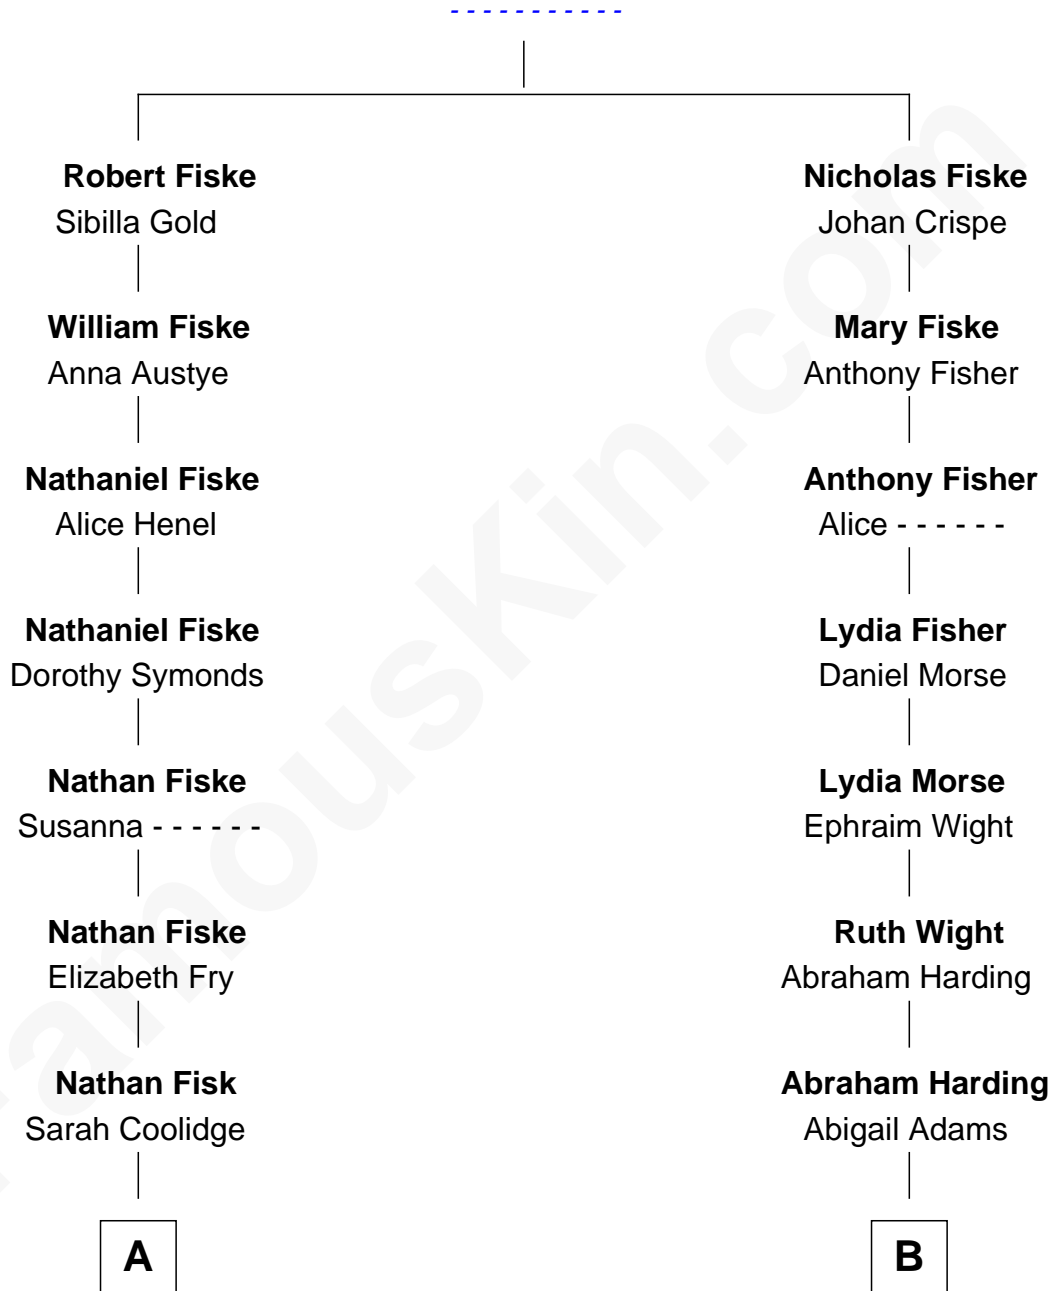 - - - - - - - - - - -
Robert Fiske
Sibilla Gold
Nicholas Fiske
Johan Crispe
William Fiske
Anna Austye
Mary Fiske
Anthony Fisher
Nathaniel Fiske
Alice Henel
Anthony Fisher
Alice - - - - - -
Nathaniel Fiske
Dorothy Symonds
Lydia Fisher
Daniel Morse
Nathan Fiske
Susanna - - - - - -
Lydia Morse
Ephraim Wight
Nathan Fiske
Elizabeth Fry
Ruth Wight
Abraham Harding
Nathan Fisk
Sarah Coolidge
Abraham Harding
Abigail Adams
A
B
FamousKin.com